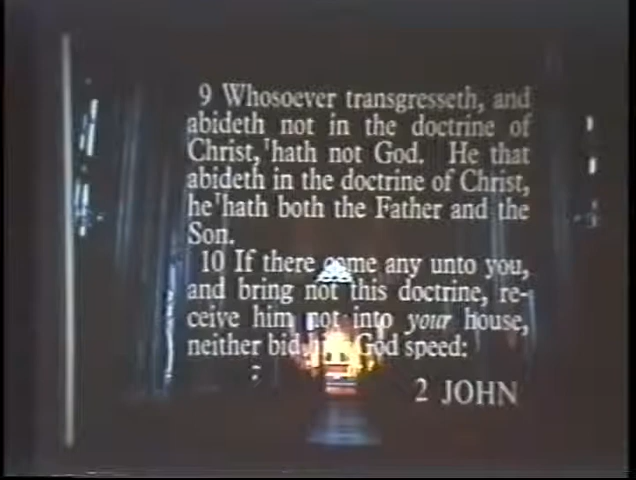 9 Whosoever transgresseth, and
abideth not in the doctrine of
Christ, 'hath not God. He that
abideth in the doctrine of Christ,
he 'hath both the Father and the
Son.
10 If there come any unto you,
and bring not this doctrine, re-
ceive him not into your house,
neither bid him God speed:
2 JOHN